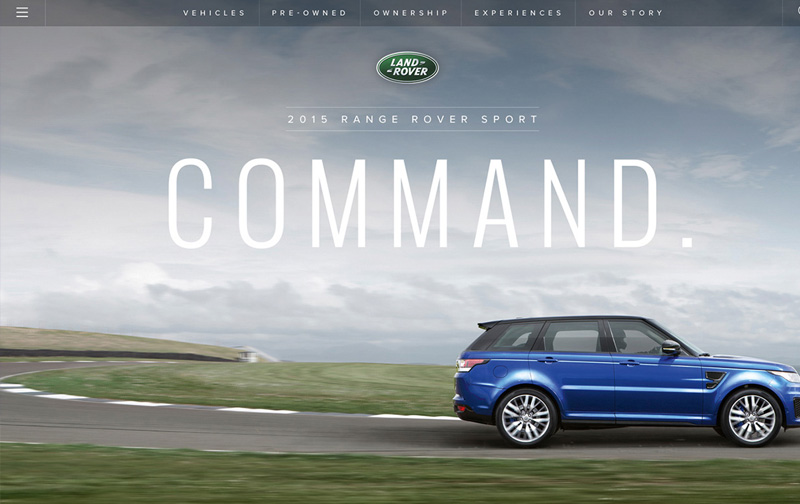 VEHICLES PRE-OWNED OWNERSHIP EXPERIENCES OUR STORY
LAND
ROVER
2015 RANGE ROVER SPORT
COMMAND.